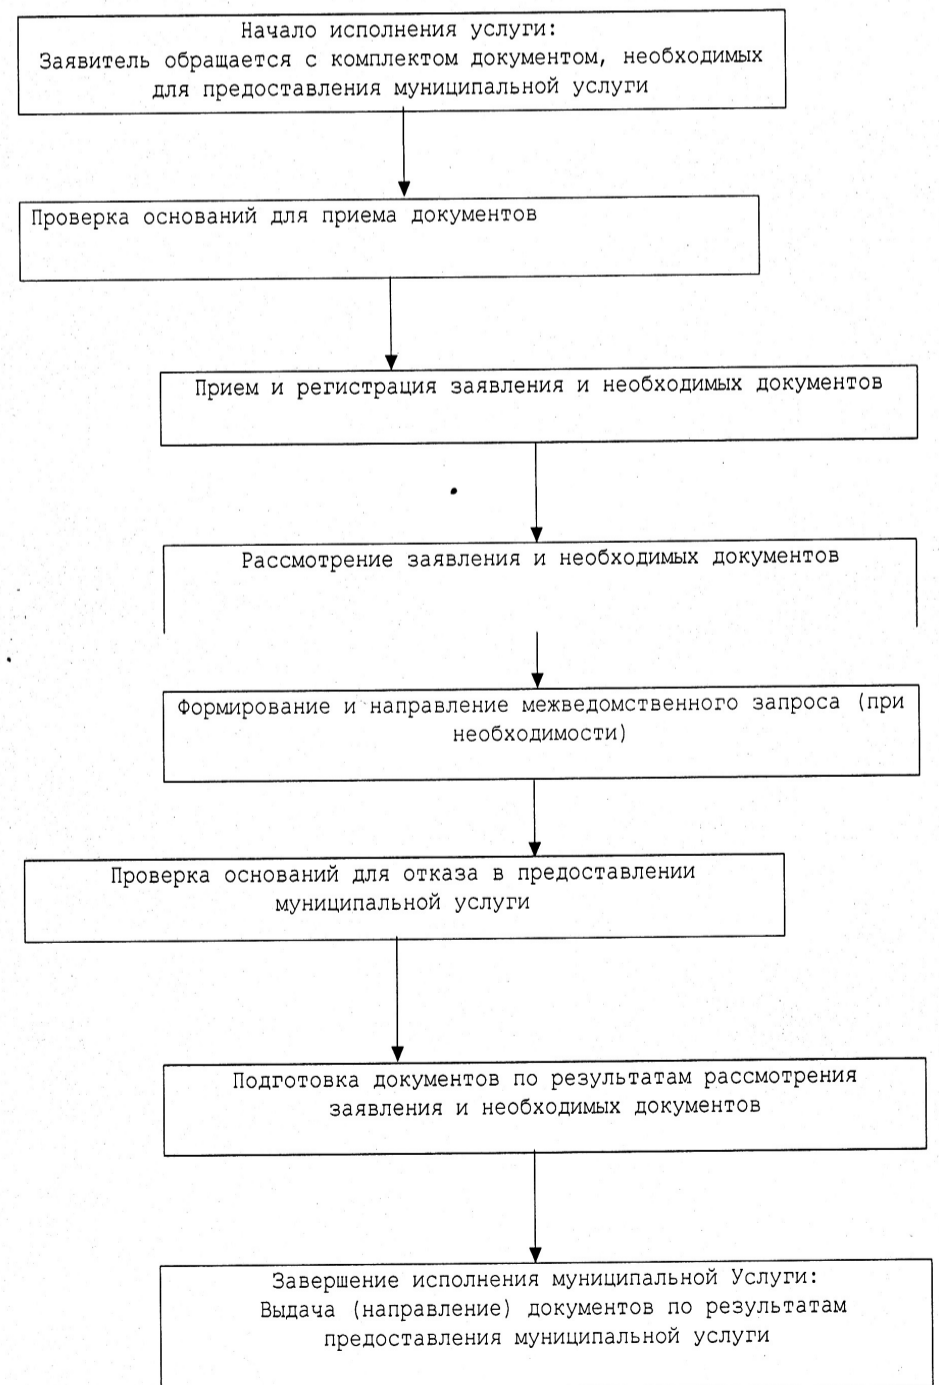 Начало исполнения услуги:
Заявитель обращается с комплектом документом, необходимых
для предоставления муниципальной услуги
Проверка оснований для приема документов
Прием и регистрация заявления и необходимых документов
Рассмотрение заявления и необходимых документов
Формирование и направление межведомственного запроса (при
необходимости)
Проверка оснований для отказа в предоставлении
муниципальной услуги
Подготовка документов по результатам рассмотрения
заявления и необходимых документов
Завершение исполнения муниципальной Услуги:
Выдача (направление) документов по результатам
предоставления муниципальной услуги